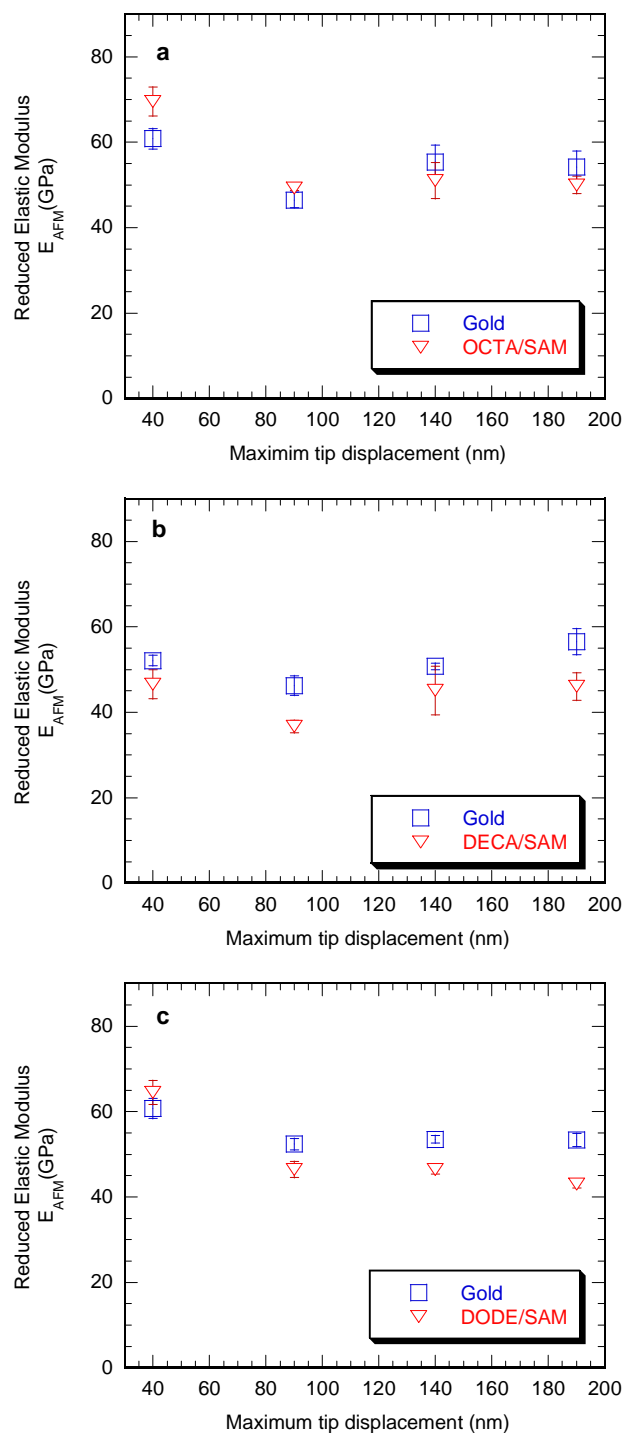 a
80
60
40
20
0
Reduced Elastic Modulus
E_AFM(GPa)
Gold
OCTA/SAM
40 60 80 100 120 140 160 180 200
Maximim tip displacement (nm)
b
80
60
40
20
0
Reduced Elastic Modulus
E_AFM(GPa)
Gold
DECA/SAM
40 60 80 100 120 140 160 180 200
Maximum tip displacement (nm)
c
80
60
40
20
0
Reduced Elastic Modulus
E_AFM(GPa)
Gold
DODE/SAM
40 60 80 100 120 140 160 180 200
Maximum tip displacement (nm)